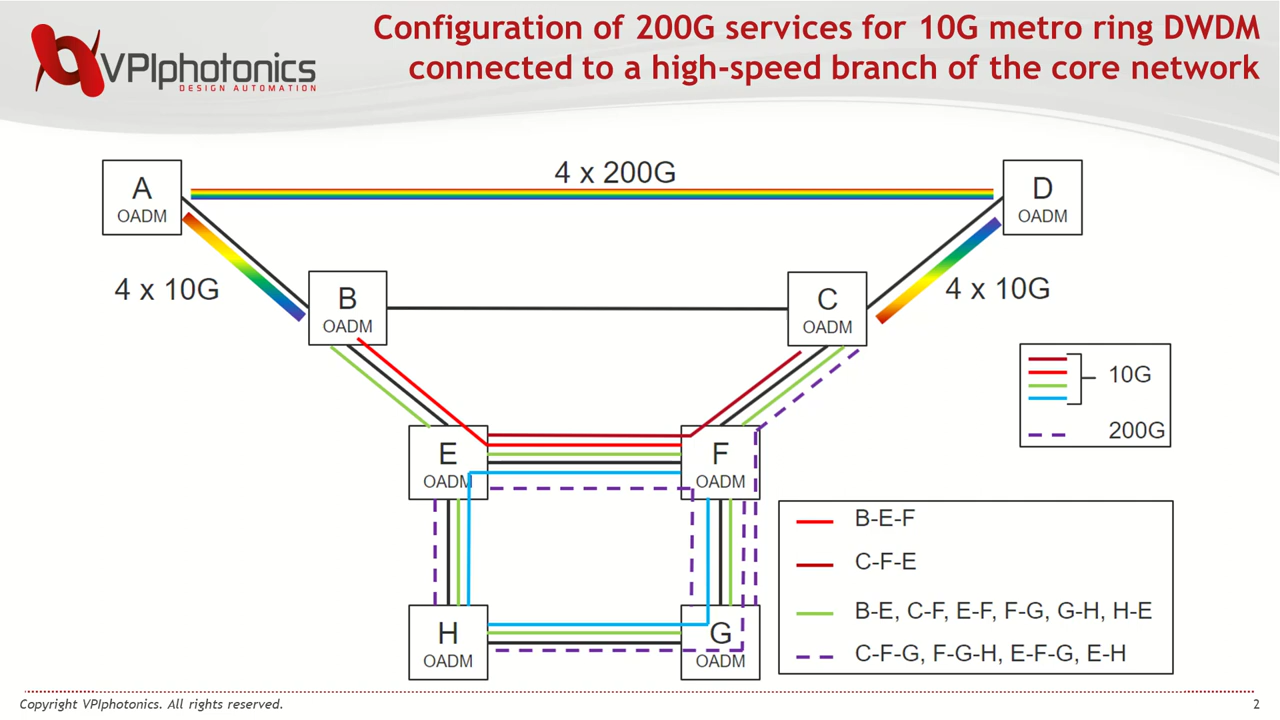 Configuration of 200G services for 10G metro ring DWDM
connected to a high-speed branch of the core network
VPIphotonics
DESIGN AUTOMATION
4 x 200G
A
OADM
D
OADM
4 x 10G
B
OADM
C
OADM
4 x 10G
10G
200G
E
OADM
F
OADM
H
OADM
G
OADM
B-E-F
C-F-E
B-E, C-F, E-F, F-G, G-H, H-E
C-F-G, F-G-H, E-F-G, E-H
Copyright VPIphotonics. All rights reserved.
2